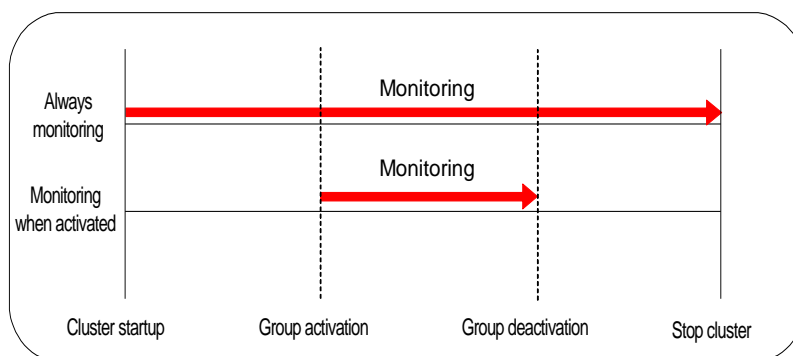 Monitoring
Always
monitoring
Monitoring
Monitoring
when activated
Cluster startup
Group activation
Group deactivation
Stop cluster